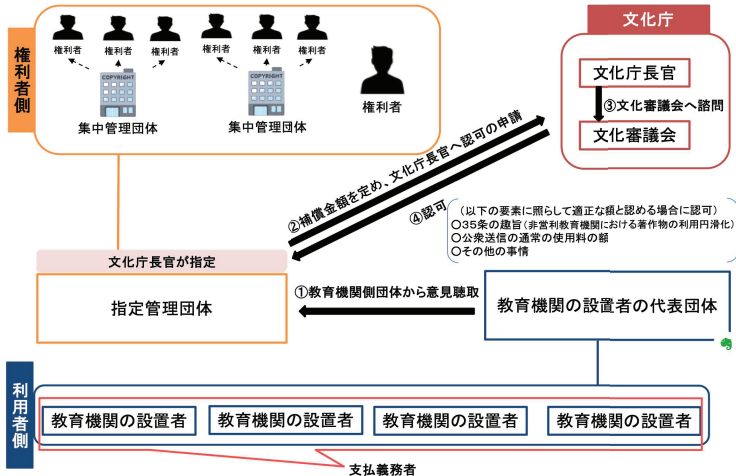 権利者側
権利者
権利者
権利者
権利者
権利者
権利者
COPYRIGHT
集中管理団体
COPYRIGHT
集中管理団体
権利者
文化庁
文化庁長官
③文化審議会へ諮問
文化審議会
②補償金額を定め、文化庁長官へ認可の申請
④認可
(以下の要素に照らして適正な額と認める場合に認可)
○35条の趣旨(非営利教育機関における著作物の利用円滑化)
○公衆送信の通常の使用料の額
○その他の事情
文化庁長官が指定
指定管理団体
①教育機関側団体から意見聴取
教育機関の設置者の代表団体
利用者側
教育機関の設置者
教育機関の設置者
教育機関の設置者
教育機関の設置者
支払義務者